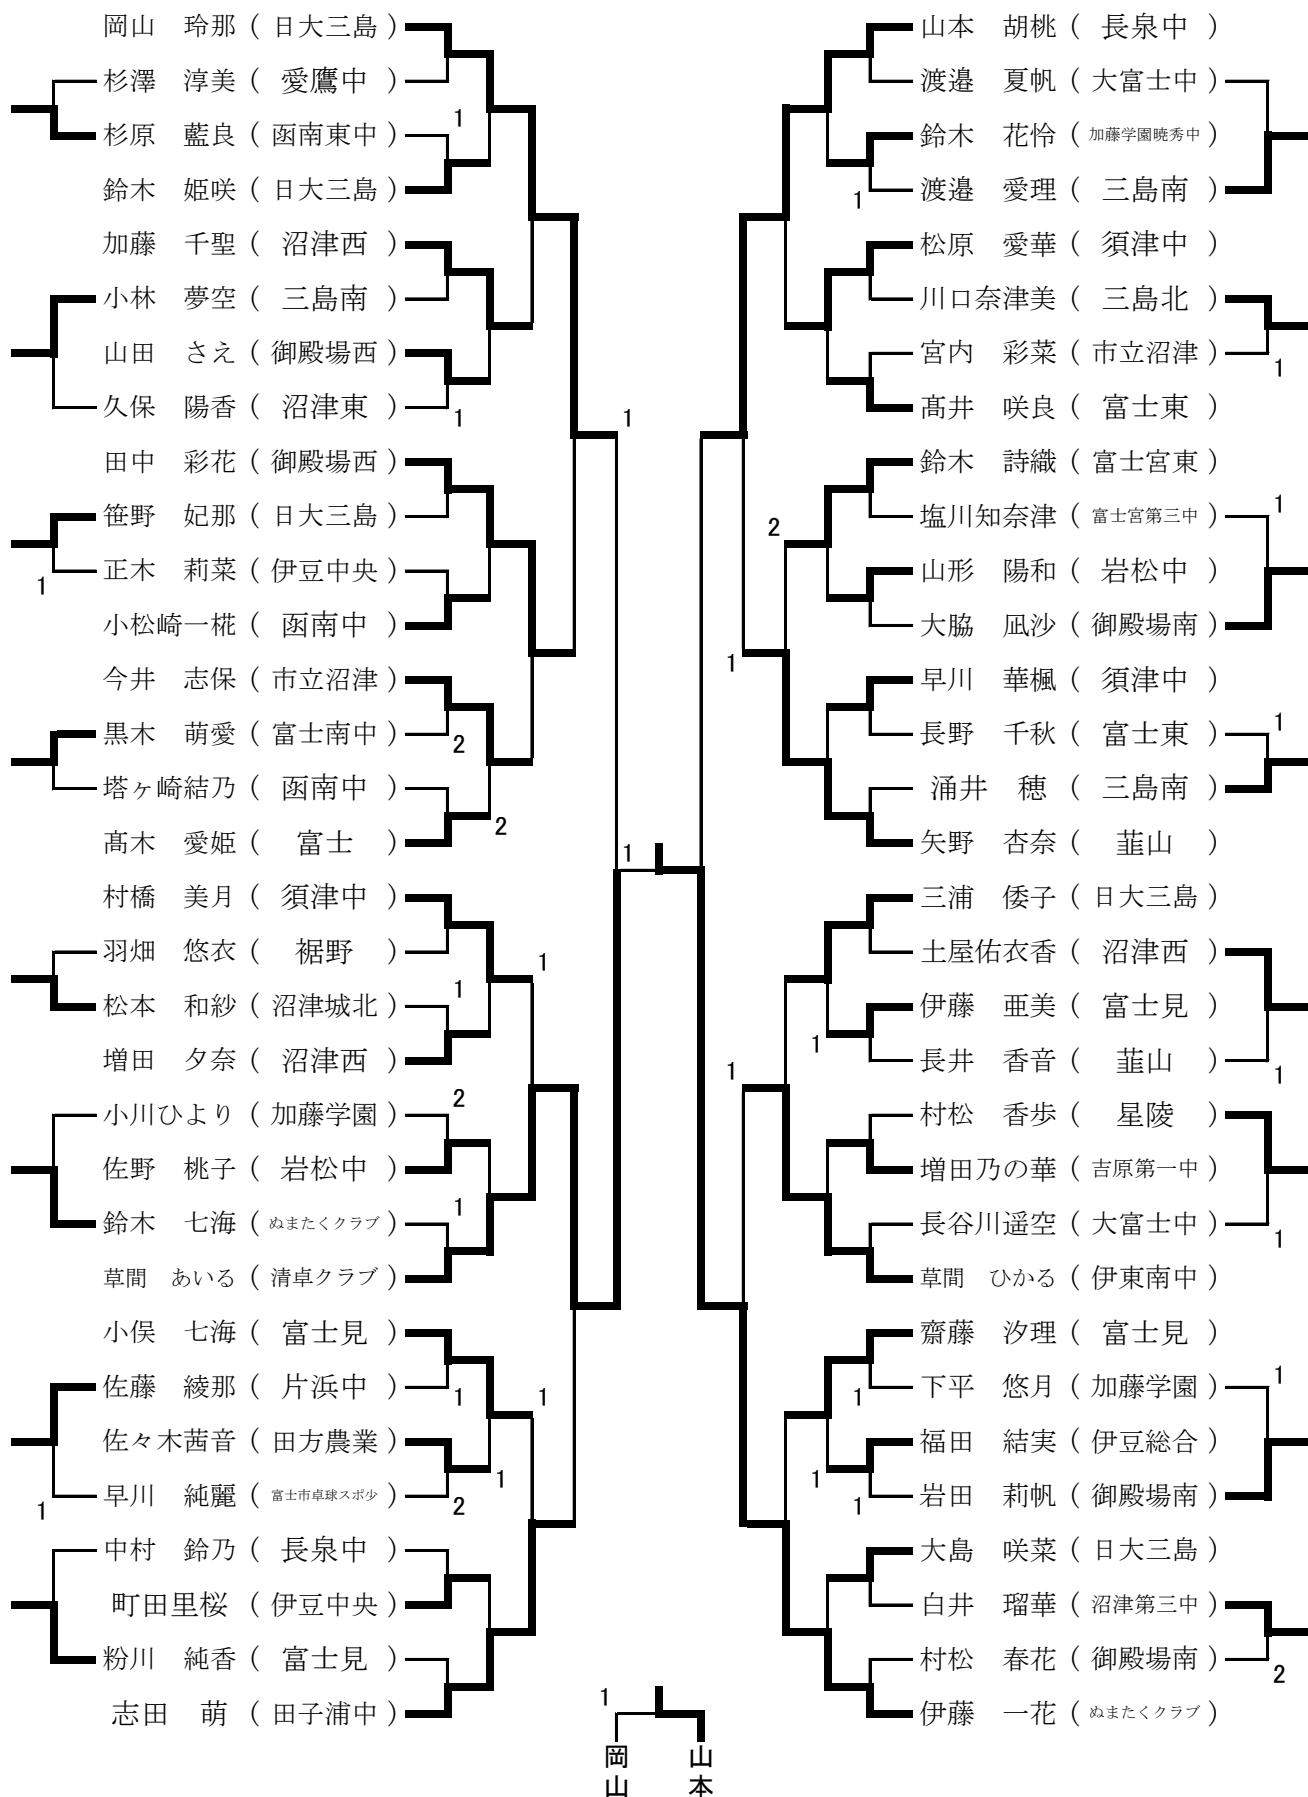 岡山　玲那 ( 日大三島 )
杉澤　淳美 ( 愛鷹中 )
1
杉原　藍良 ( 函南東中 )
鈴木　姫咲 ( 日大三島 )
加藤　千聖 ( 沼津西 )
小林　夢空 ( 三島南 )
山田　さえ ( 御殿場西 )
久保　陽香 ( 沼津東 )
1
1
田中　彩花 ( 御殿場西 )
笹野　妃那 ( 日大三島 )
正木　莉菜 ( 伊豆中央 )
1
小松崎一椛 ( 函南中 )
今井　志保 ( 市立沼津 )
黒木　萌愛 ( 富士南中 )
2
塔ヶ崎結乃 ( 函南中 )
2
髙木　愛姫 ( 富士 )
1
村橋　美月 ( 須津中 )
羽畑　悠衣 ( 裾野 )
1
1
松本　和紗 ( 沼津城北 )
増田　夕奈 ( 沼津西 )
2
小川ひより ( 加藤学園 )
佐野　桃子 ( 岩松中 )
1
鈴木　七海 ( ぬまたくクラブ )
草間　あいる ( 清卓クラブ )
小俣　七海 ( 富士見 )
佐藤　綾那 ( 片浜中 )
1
1
佐々木茜音 ( 田方農業 )
1
早川　純麗 ( 富士市卓球スポ少 )
1
2
中村　鈴乃 ( 長泉中 )
町田里桜 ( 伊豆中央 )
粉川　純香 ( 富士見 )
志田　萌 ( 田子浦中 )
山本　胡桃 ( 長泉中 )
渡邉　夏帆 ( 大富士中 )
鈴木　花怜 ( 加藤学園暁秀中 )
渡邉　愛理 ( 三島南 )
1
松原　愛華 ( 須津中 )
川口奈津美 ( 三島北 )
宮内　彩菜 ( 市立沼津 )
1
髙井　咲良 ( 富士東 )
鈴木　詩織 ( 富士宮東 )
塩川知奈津 ( 富士宮第三中 )
1
2
山形　陽和 ( 岩松中 )
大脇　凪沙 ( 御殿場南 )
1
早川　華楓 ( 須津中 )
長野　千秋 ( 富士東 )
1
涌井　穂 ( 三島南 )
矢野　杏奈 ( 韮山 )
三浦　倭子 ( 日大三島 )
土屋佑衣香 ( 沼津西 )
伊藤　亜美 ( 富士見 )
1
長井　香音 ( 韮山 )
1
1
村松　香歩 ( 星陵 )
増田乃の華 ( 吉原第一中 )
長谷川遥空 ( 大富士中 )
1
草間　ひかる ( 伊東南中 )
齋藤　汐理 ( 富士見 )
下平　悠月 ( 加藤学園 )
1
1
福田　結実 ( 伊豆総合 )
1
岩田　莉帆 ( 御殿場南 )
1
大島　咲菜 ( 日大三島 )
白井　瑠華 ( 沼津第三中 )
村松　春花 ( 御殿場南 )
2
伊藤　一花 ( ぬまたくクラブ )
1
岡山
山本